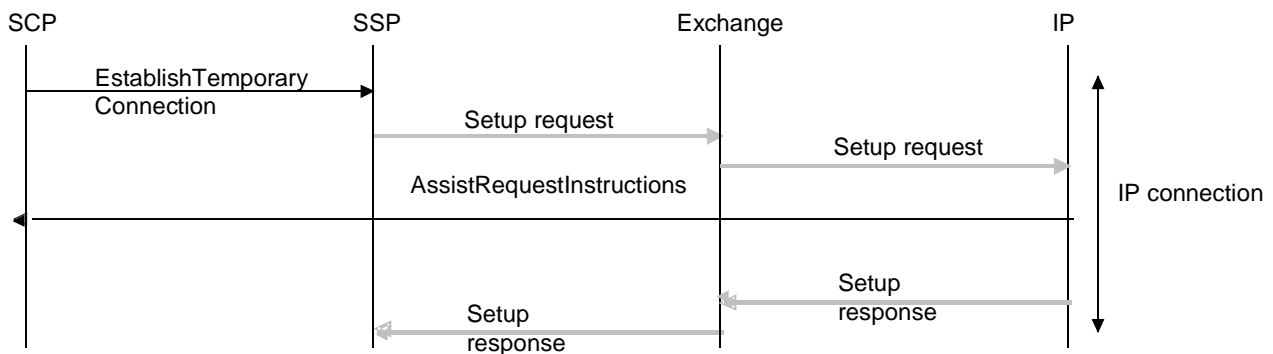 SCP
SSP
Exchange
IP
EstablishTemporary
Connection
Setup request
Setup request
AssistRequestInstructions
IP connection
Setup
response
Setup
response